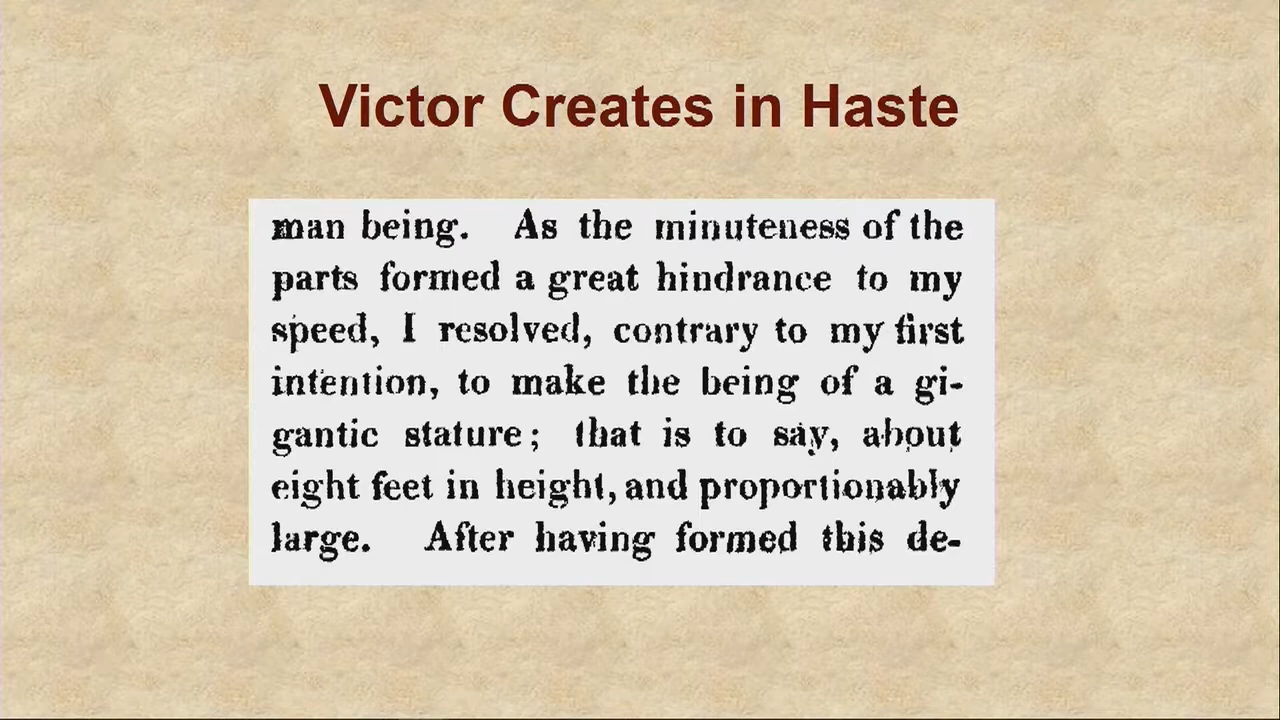 Victor Creates in Haste
man being. As the minuteness of the
parts formed a great hindrance to my
speed, I resolved, contrary to my first
intention, to make the being of a gi-
gantic stature; that is to say, about
eight feet in height, and proportionably
large. After having formed this de-